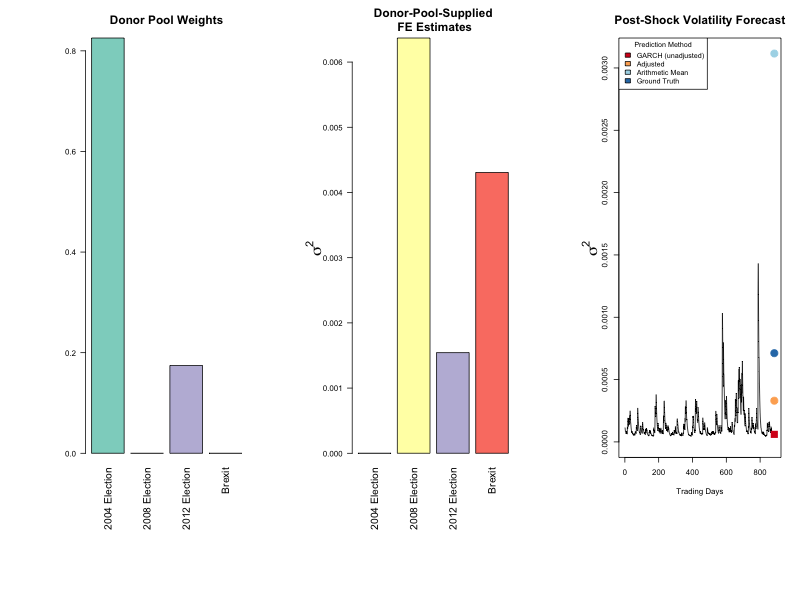 Donor Pool Weights
0.8
0.6
0.4
0.2
0.0
2004 Election
2008 Election
2012 Election
Brexit
Donor-Pool-Supplied
FE Estimates
σ2
0.006
0.005
0.004
0.003
0.002
0.001
0.000
2004 Election
2008 Election
2012 Election
Brexit
Post-Shock Volatility Forecast
Prediction Method
GARCH (unadjusted)
Adjusted
Arithmetic Mean
Ground Truth
σ2
0.0030
0.0025
0.0020
0.0015
0.0010
0.0005
0.0000
0 200 400 600 800
Trading Days